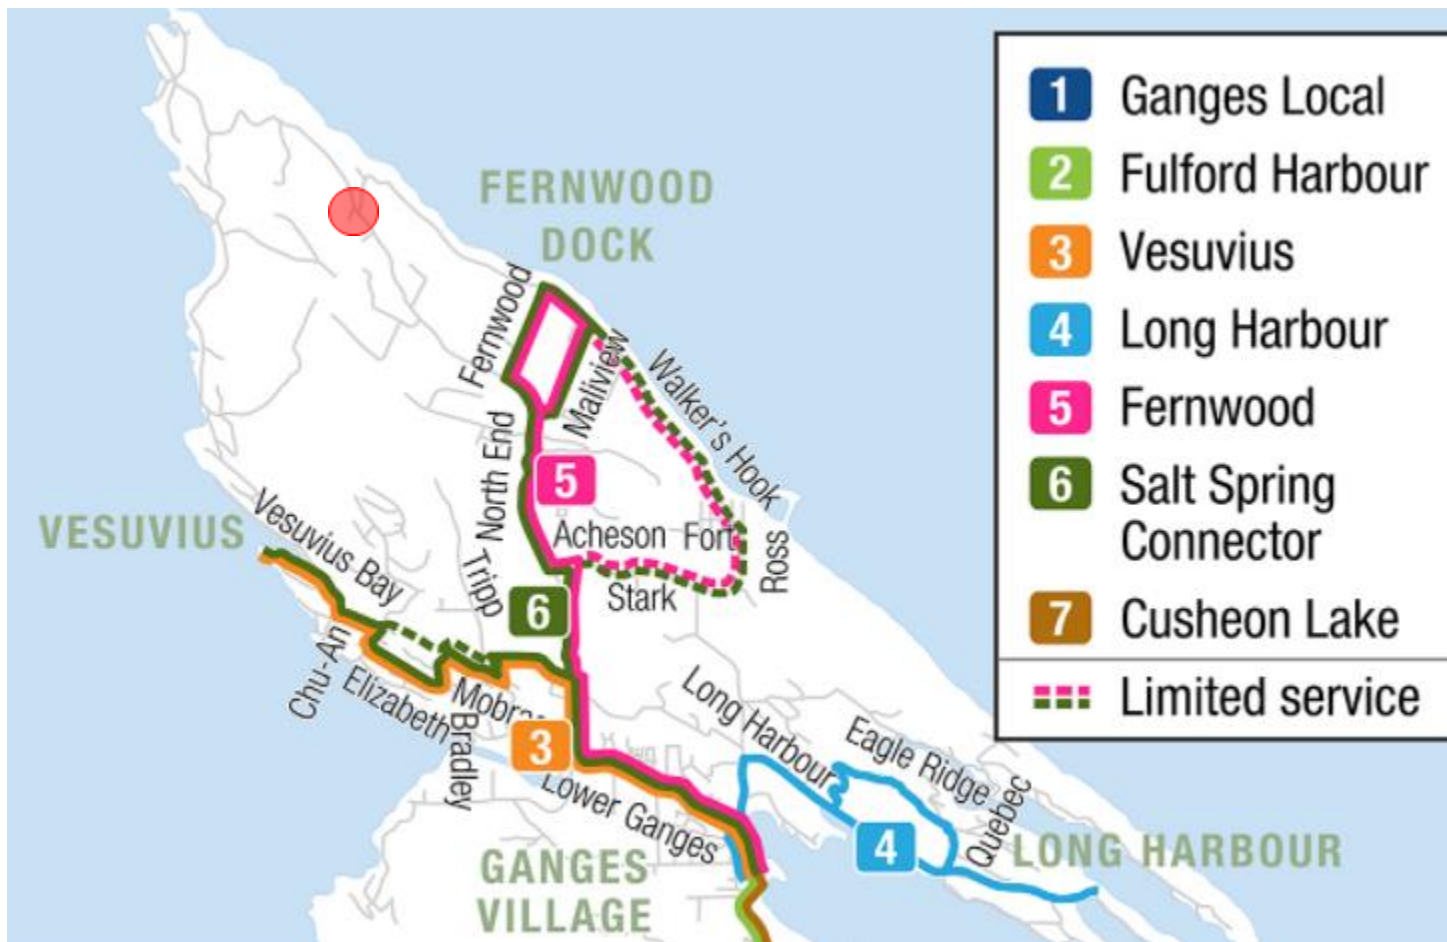 FERNWOOD
DOCK
Fernwood
Maliview
Walker's Hook
North End
5
Acheson
Fort
Ross
Stark
Tripp
6
VESUVIUS
Vesuvius Bay
Chu-An
Elizabeth
Bradley
3
Lower Ganges
Long Harbour
Eagle Ridge
Quebec
4
LONG HARBOUR
GANGES
VILLAGE
1 Ganges Local
2 Fulford Harbour
3 Vesuvius
4 Long Harbour
5 Fernwood
6 Salt Spring
Connector
7 Cusheon Lake
Limited service